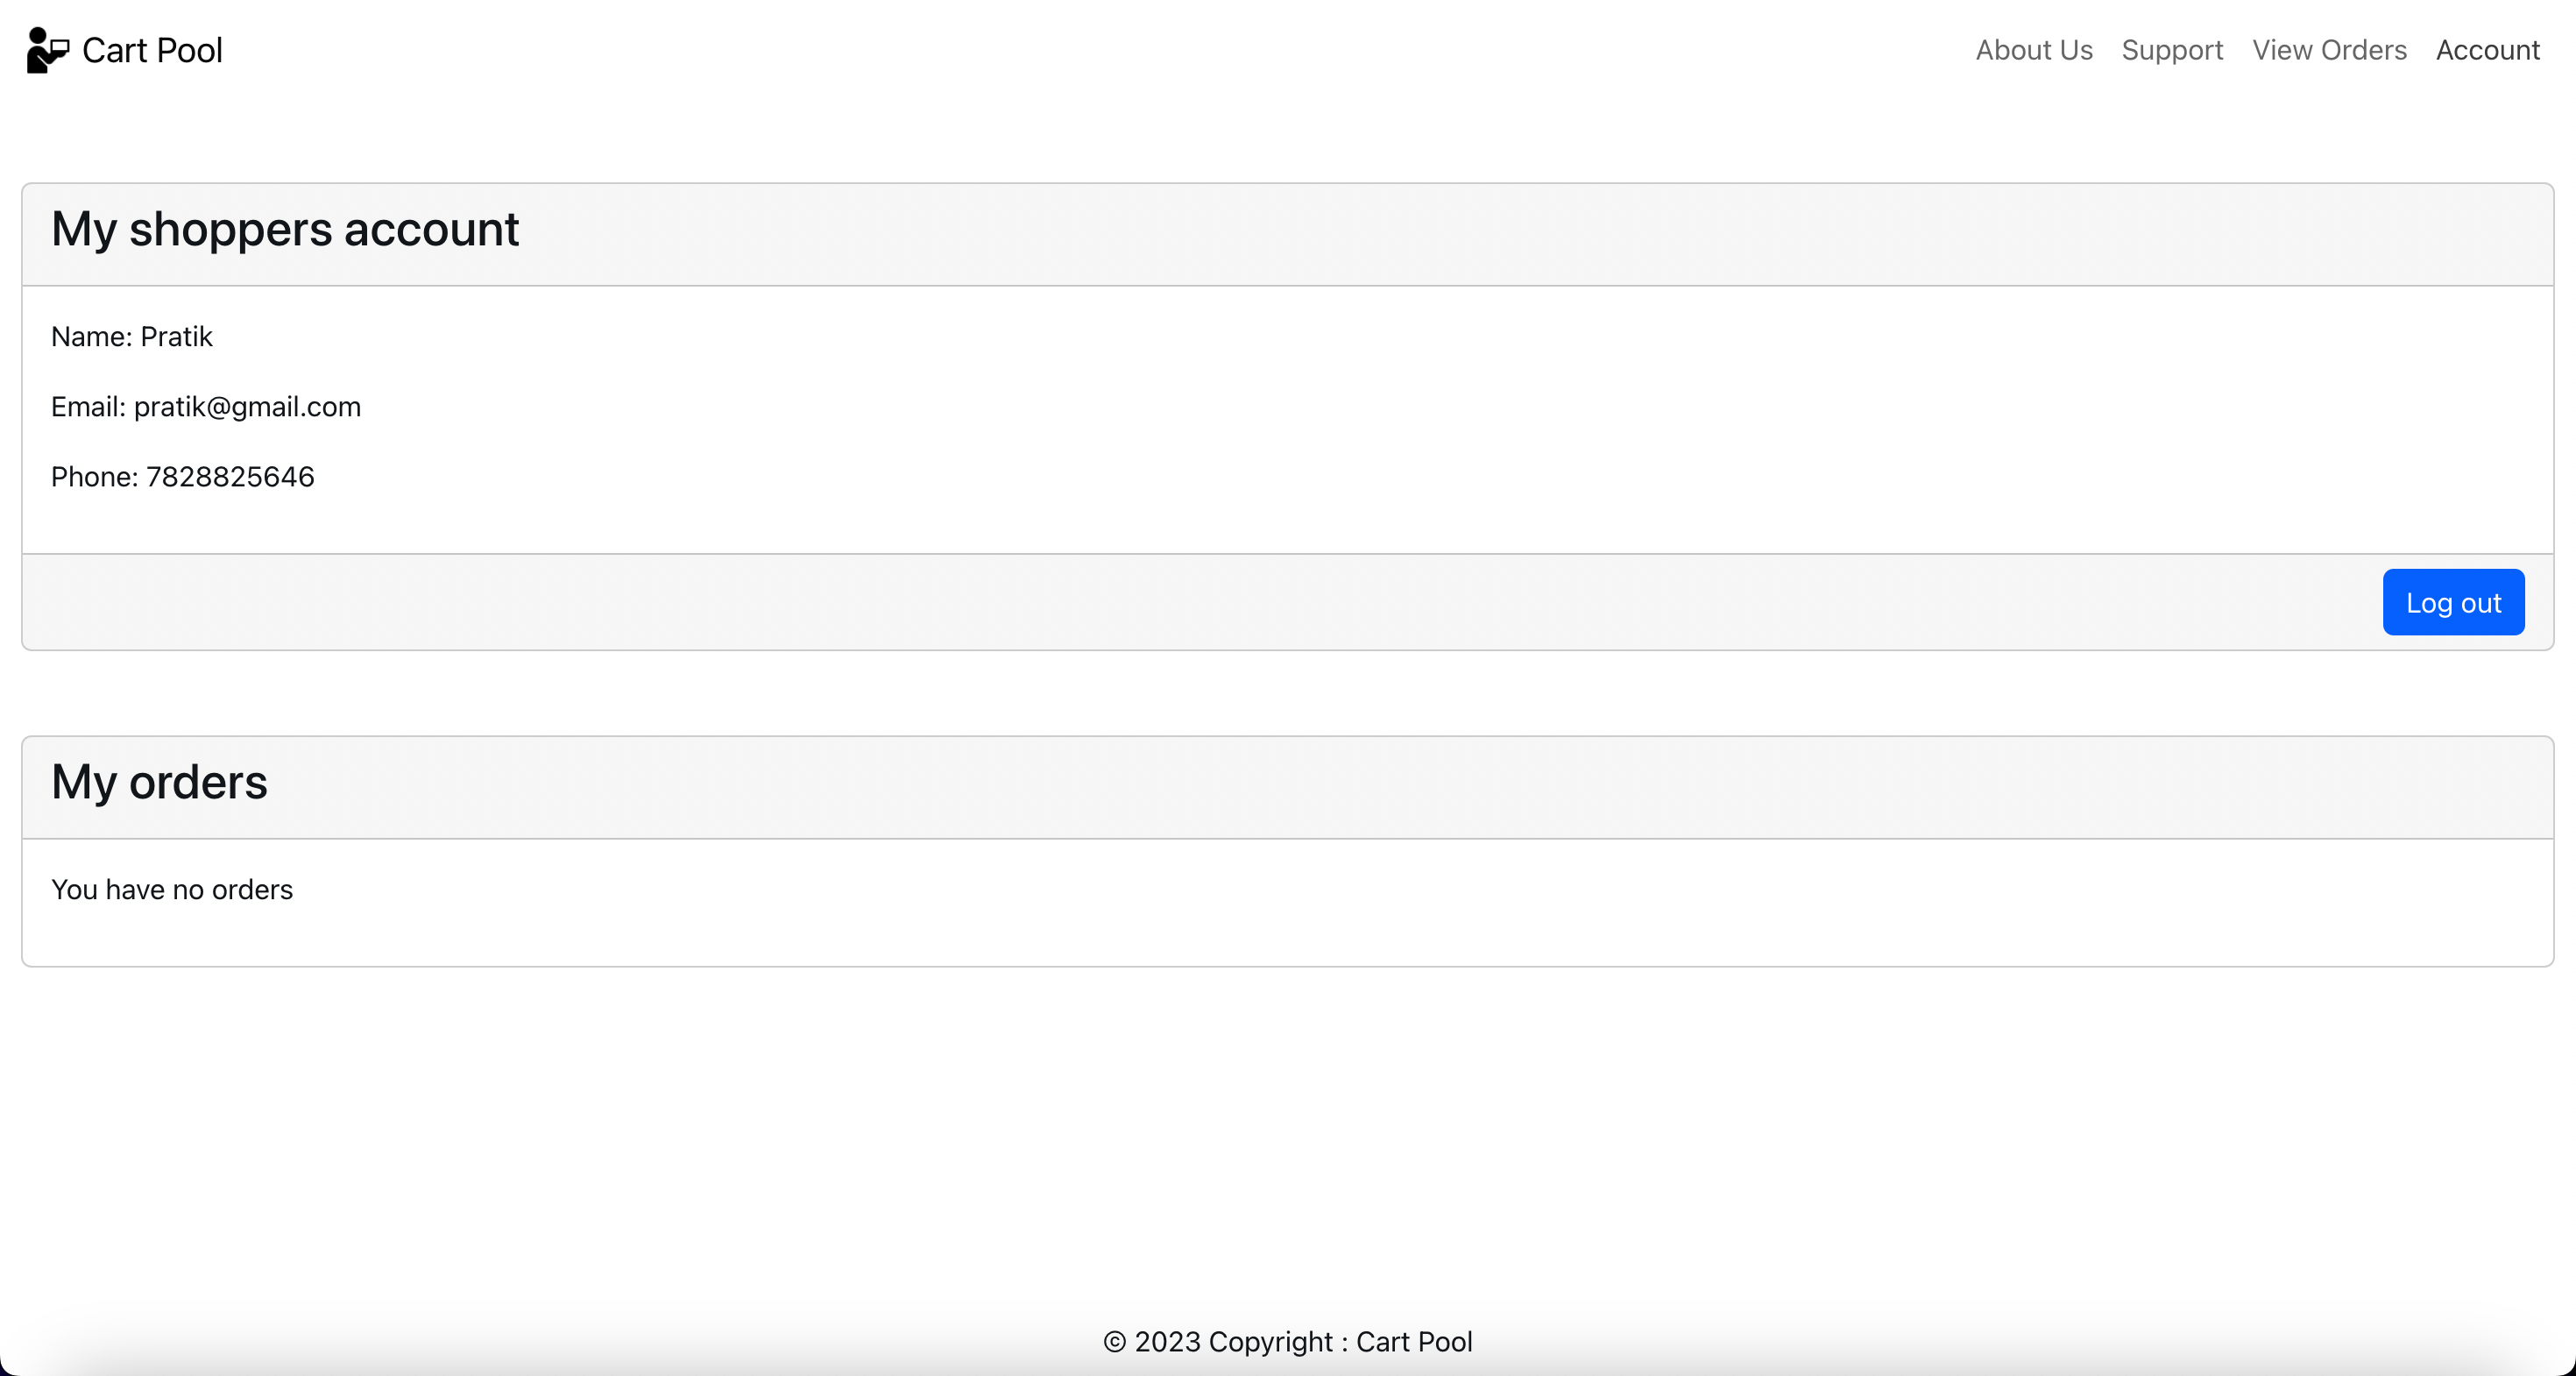 Cart Pool
About Us Support View Orders Account
My shoppers account
Name: Pratik
Email: pratik@gmail.com
Phone: 7828825646
Log out
My orders
You have no orders
© 2023 Copyright : Cart Pool